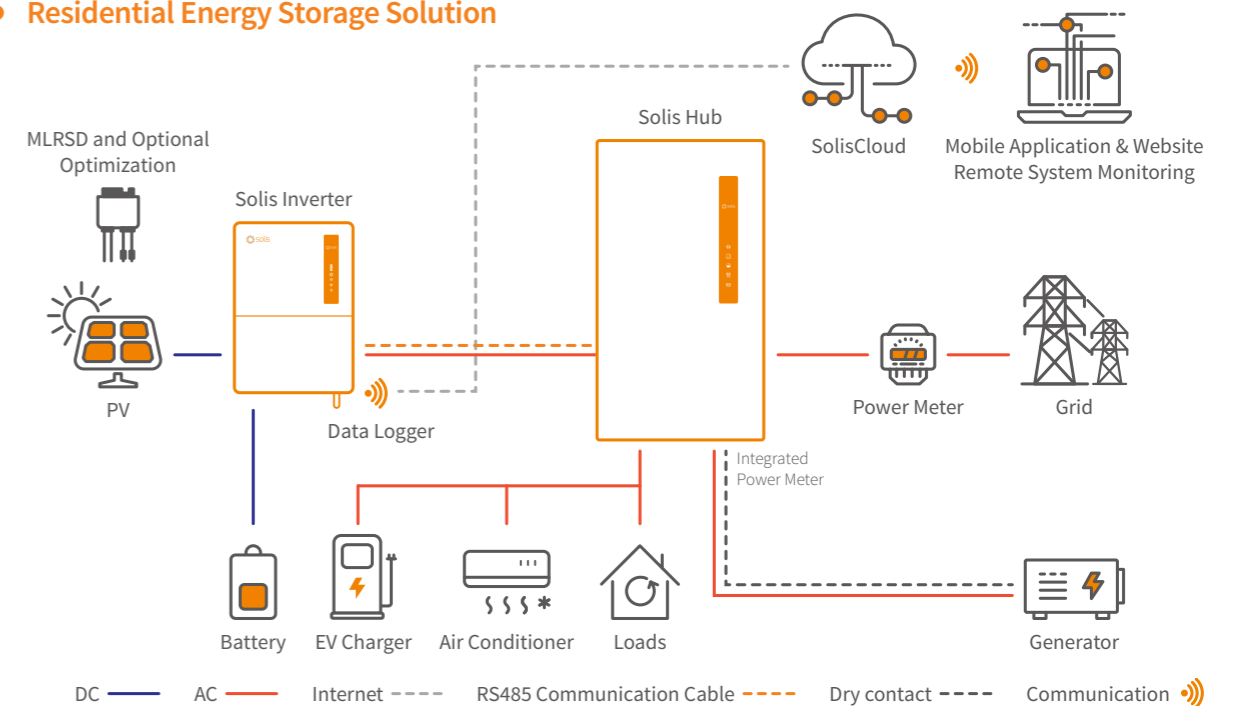 Residential Energy Storage Solution
MLRSD and Optional
Optimization
Solis Inverter
solis
Solis Hub
SolisCloud
Mobile Application & Website
Remote System Monitoring
PV
Data Logger
Power Meter
Grid
Integrated
Power Meter
Battery
EV Charger
Air Conditioner
Loads
Generator
DC
AC
Internet
RS485 Communication Cable
Dry contact
Communication